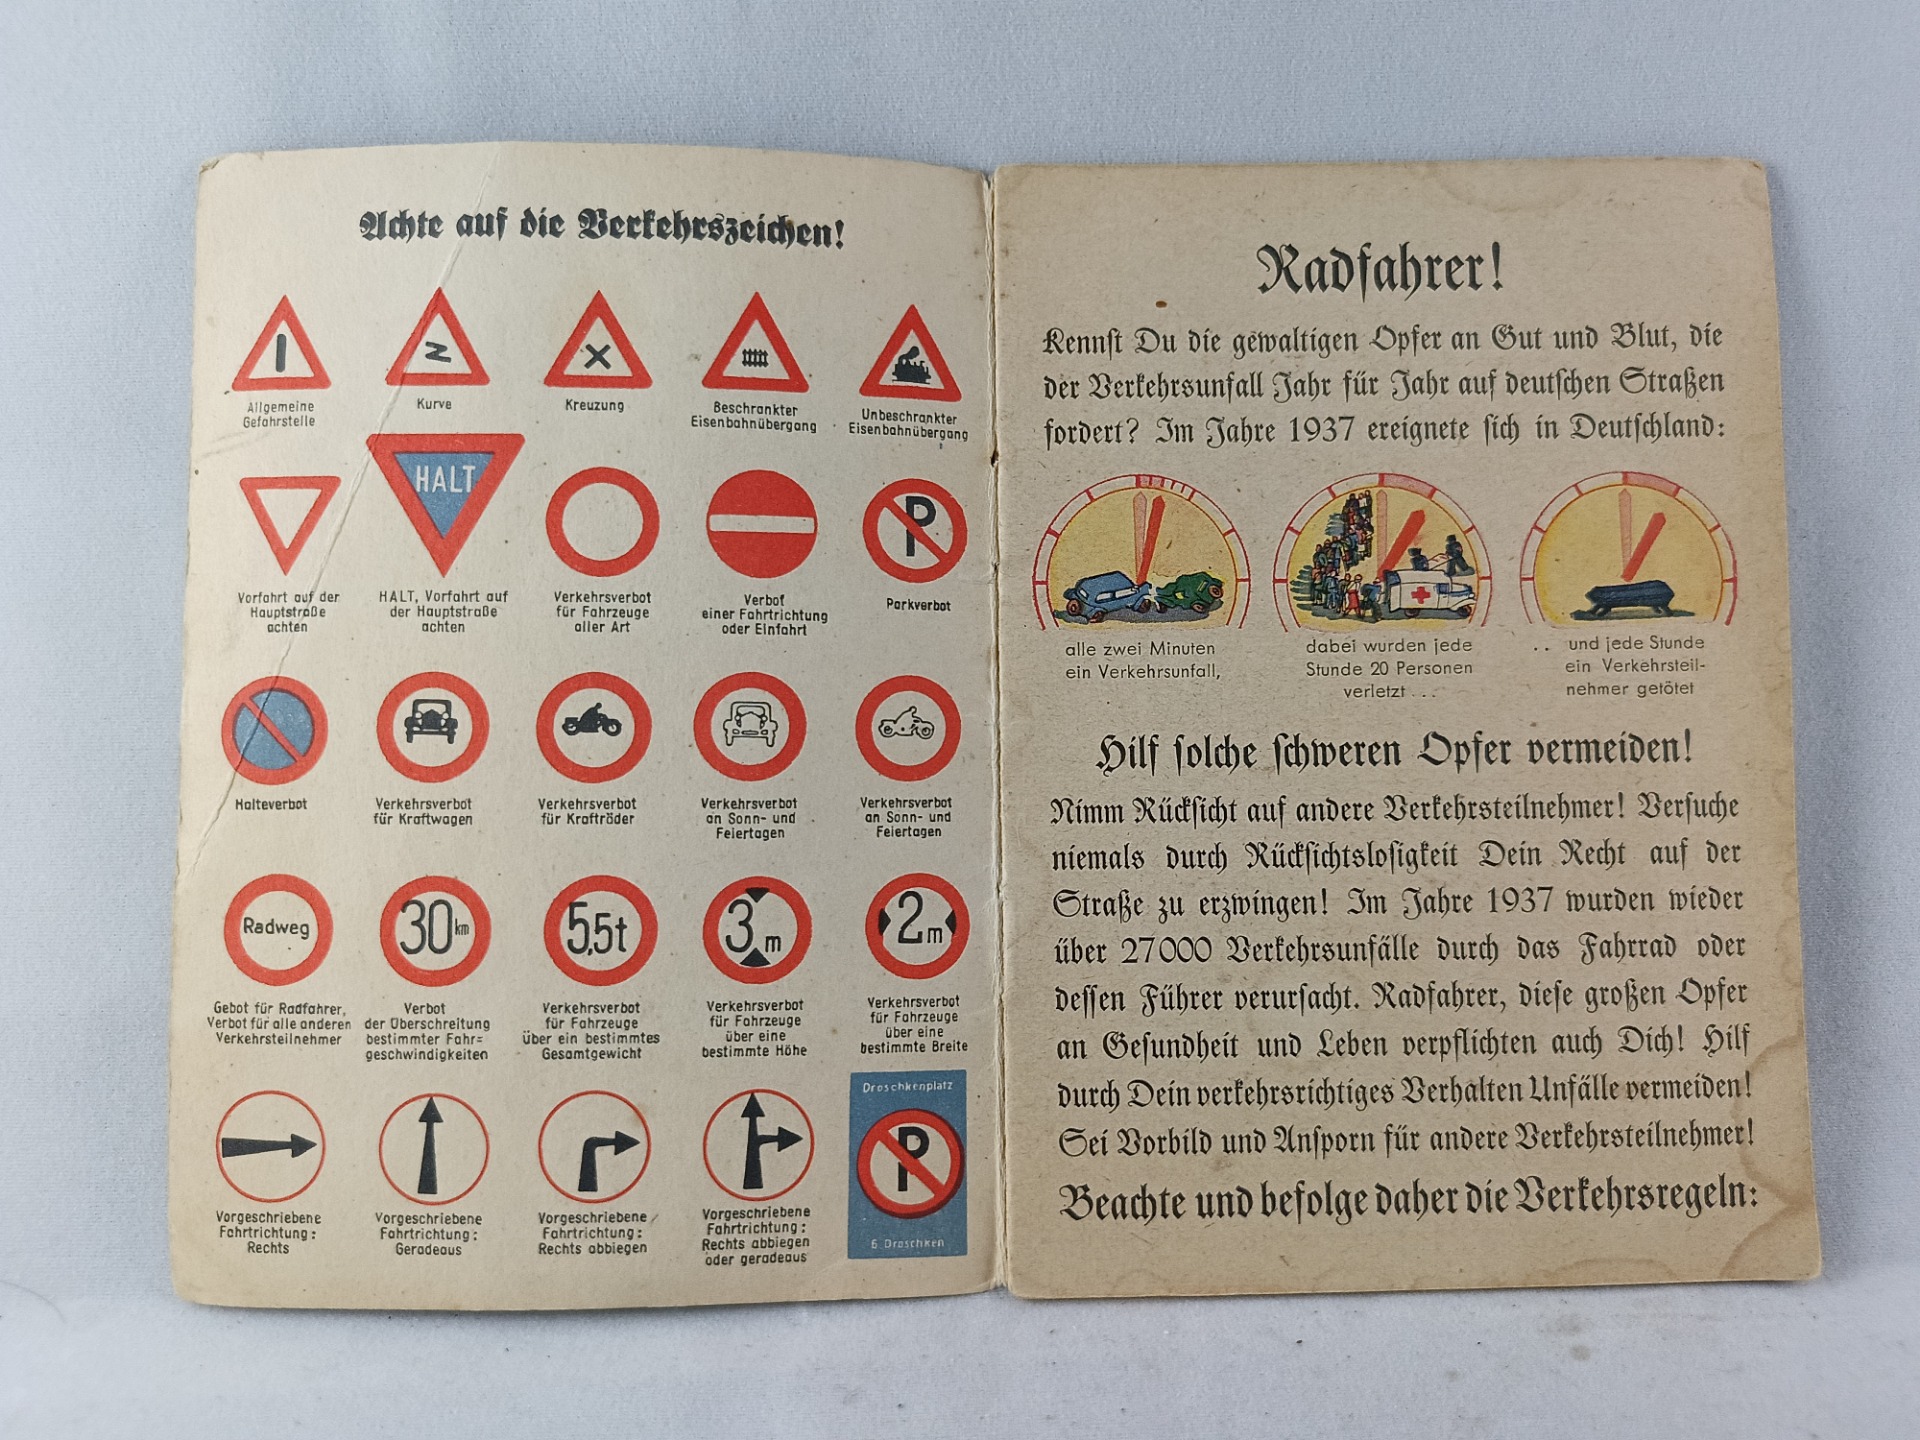 Achte auf die Verkehrszeichen!
Allgemeine
Gefahrstelle
Kurve
Kreuzung
Beschrankter
Eisenbahnübergang
Unbeschrankter
Eisenbahnübergang
HALT
P
Vorfahrt auf der
Hauptstraße
achten
HALT, Vorfahrt auf
der Hauptstraße
achten
Verkehrsverbot
für Fahrzeuge
aller Art
Verbot
einer Fahrtrichtung
oder Einfahrt
Parkverbot
Halteverbot
Verkehrsverbot
für Kraftwagen
Verkehrsverbot
für Krafträder
Verkehrsverbot
an Sonn- und
Feiertagen
Verkehrsverbot
an Sonn- und
Feiertagen
Radweg
30 km
5,5t
3 m
2 m
Gebot für Radfahrer,
Verbot für alle anderen
Verkehrsteilnehmer
Verbot
der Überschreitung
bestimmter Fahr=
geschwindigkeiten
Verkehrsverbot
für Fahrzeuge
über ein bestimmtes
Gesamtgewicht
Verkehrsverbot
für Fahrzeuge
über eine
bestimmte Höhe
Verkehrsverbot
für Fahrzeuge
über eine
bestimmte Breite
Droschkenplatz
P
6 Droschken
Vorgeschriebene
Fahrtrichtung:
Rechts
Vorgeschriebene
Fahrtrichtung:
Geradeaus
Vorgeschriebene
Fahrtrichtung:
Rechts abbiegen
Vorgeschriebene
Fahrtrichtung:
Rechts abbiegen
oder geradeaus
Radfahrer!
Kennst Du die gewaltigen Opfer an Gut und Blut, die
der Verkehrsunfall Jahr für Jahr auf deutschen Straßen
fordert? Im Jahre 1937 ereignete sich in Deutschland:
alle zwei Minuten
ein Verkehrsunfall,
dabei wurden jede
Stunde 20 Personen
verletzt ...
.. und jede Stunde
ein Verkehrsteil-
nehmer getötet
Hilf solche schweren Opfer vermeiden!
Nimm Rücksicht auf andere Verkehrsteilnehmer! Versuche
niemals durch Rücksichtslosigkeit Dein Recht auf der
Straße zu erzwingen! Im Jahre 1937 wurden wieder
über 27000 Verkehrsunfälle durch das Fahrrad oder
dessen Führer verursacht. Radfahrer, diese großen Opfer
an Gesundheit und Leben verpflichten auch Dich! Hilf
durch Dein verkehrsrichtiges Verhalten Unfälle vermeiden!
Sei Vorbild und Ansporn für andere Verkehrsteilnehmer!
Beachte und befolge daher die Verkehrsregeln: